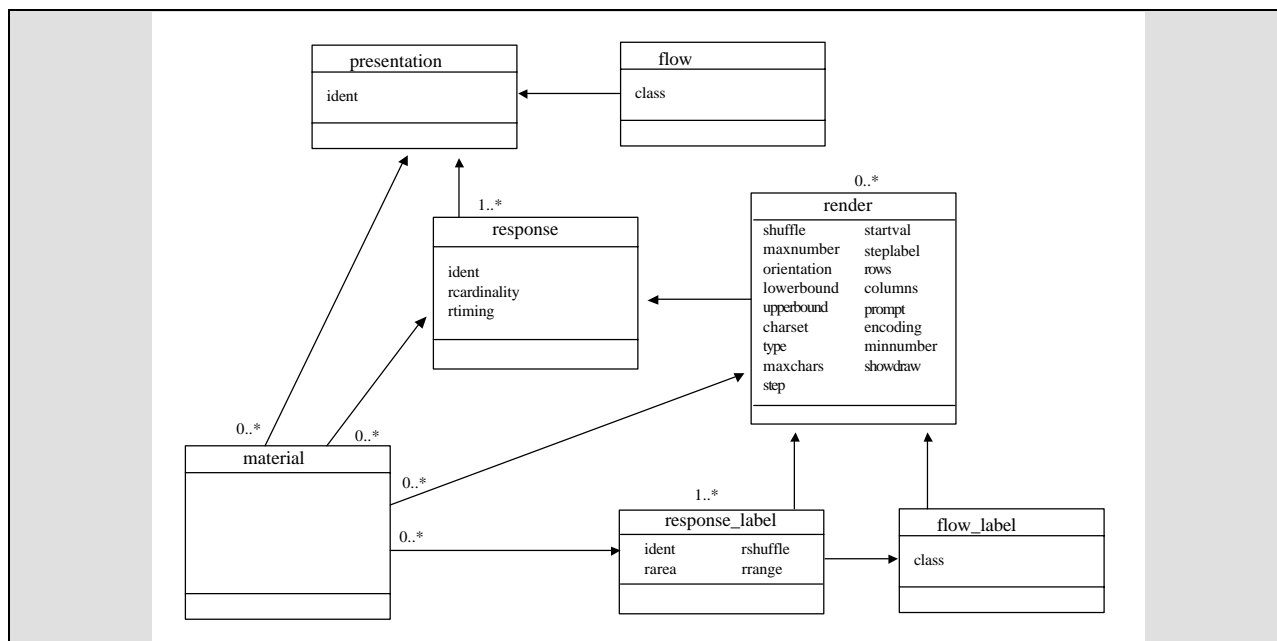 presentation
ident
flow
class
1..*
response
ident
rcardinality
rtiming
0..*
render
shuffle startval
maxnumber steplabel
orientation rows
lowerbound columns
upperbound prompt
charset encoding
type minnumber
maxchars showdraw
step
0..*
0..*
material
0..*
0..*
1..*
response_label
ident rshuffle
rarea rrange
flow_label
class